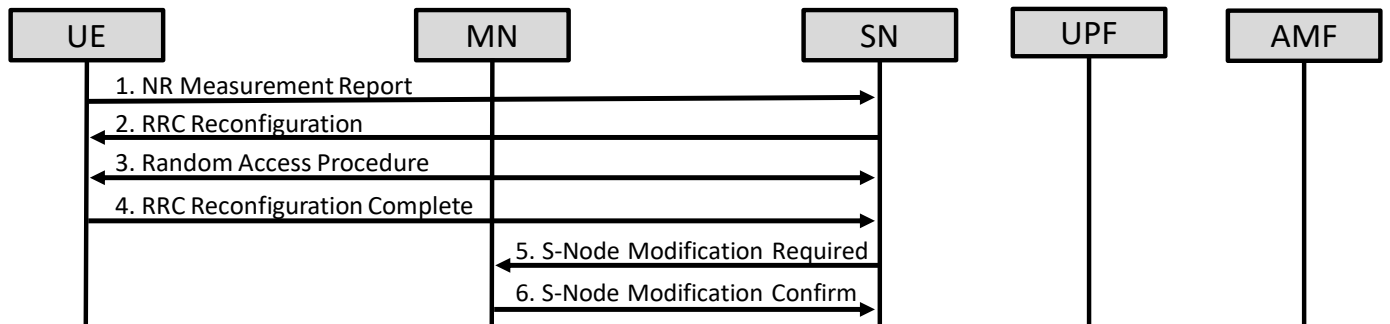 UE
MN
SN
UPF
AMF
1. NR Measurement Report
2. RRC Reconfiguration
3. Random Access Procedure
4. RRC Reconfiguration Complete
5. S-Node Modification Required
6. S-Node Modification Confirm